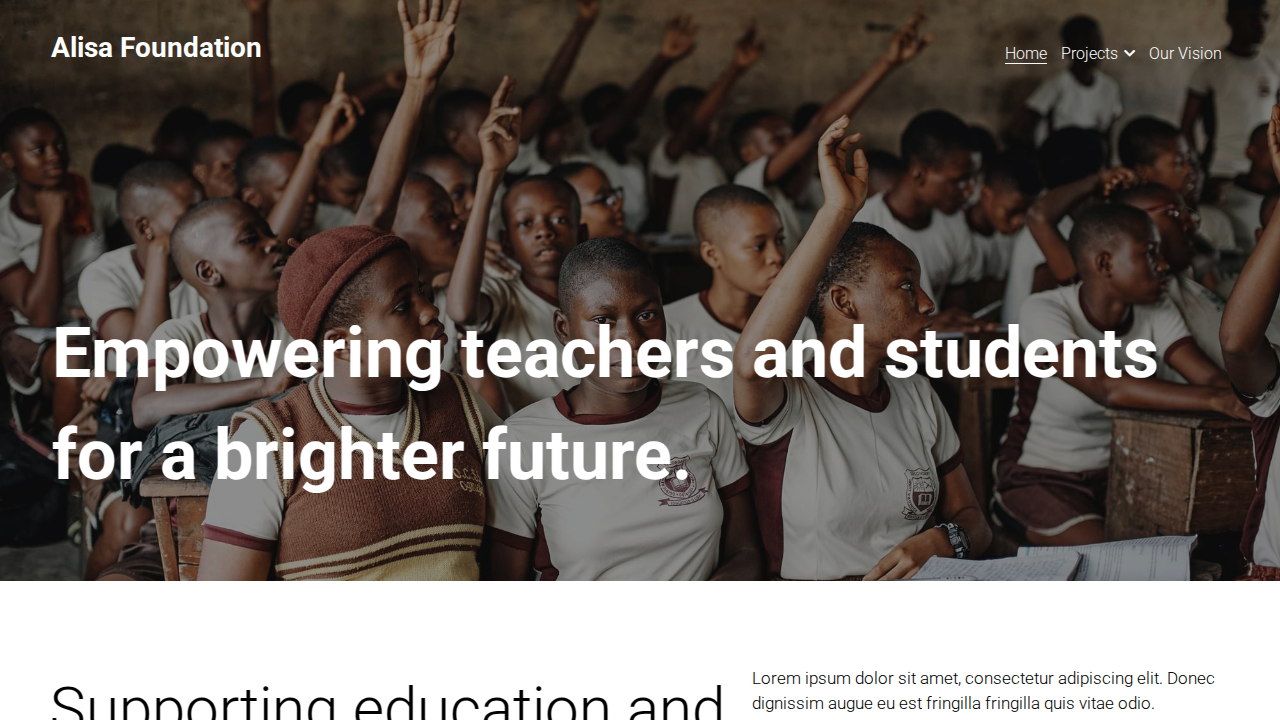 Alisa Foundation
Home Projects Our Vision
Empowering teachers and students
for a brighter future.
Supporting education and
Lorem ipsum dolor sit amet, consectetur adipiscing elit. Donec
dignissim augue eu est fringilla fringilla quis vitae odio.